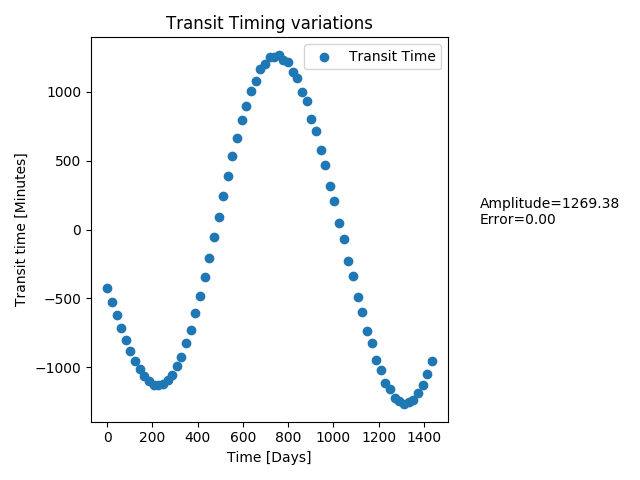 Transit Timing variations
Transit Time
Transit time [Minutes]
1000
500
0
−500
−1000
0 200 400 600 800 1000 1200 1400
Time [Days]
Amplitude=1269.38
Error=0.00